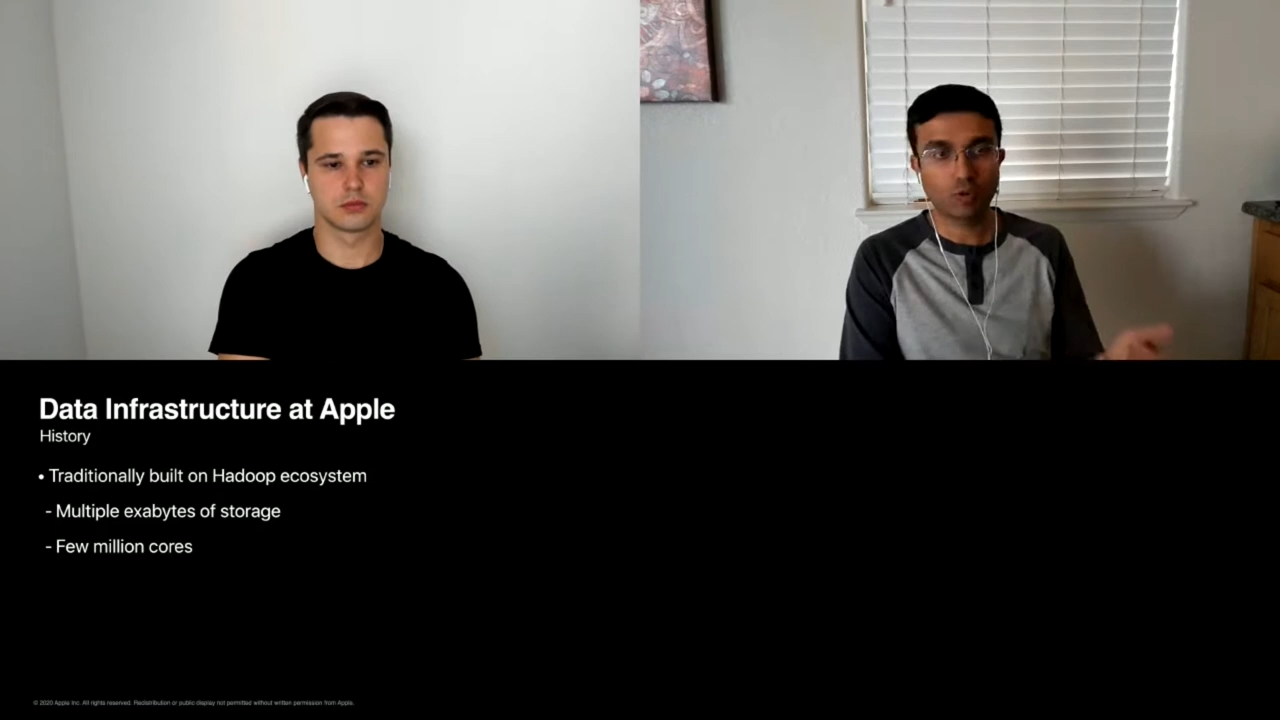 Data Infrastructure at Apple
History
• Traditionally built on Hadoop ecosystem
- Multiple exabytes of storage
- Few million cores
© 2020 Apple Inc. All rights reserved. Redistribution or public display not permitted without written permission from Apple.